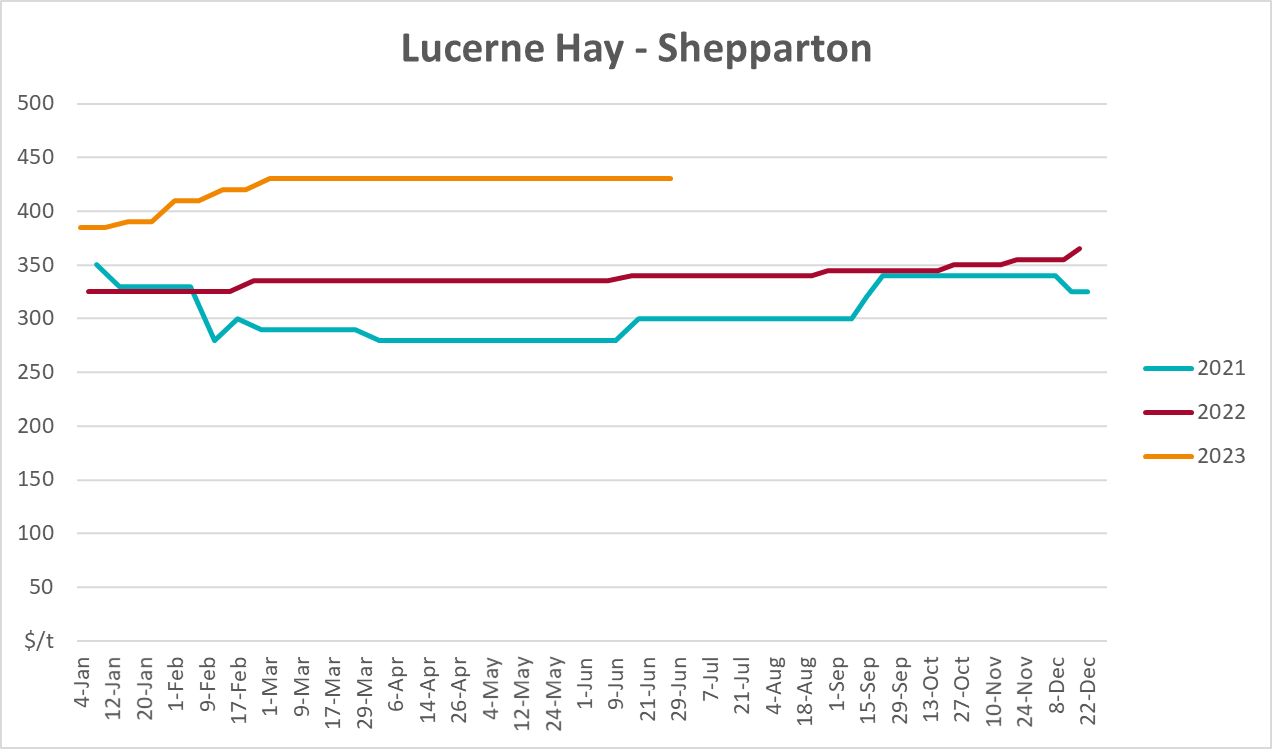 Lucerne Hay - Shepparton
500
450
400
350
300
250
200
150
100
50
$/t
2021
2022
2023
4-Jan
12-Jan
20-Jan
1-Feb
9-Feb
17-Feb
1-Mar
9-Mar
17-Mar
29-Mar
6-Apr
14-Apr
26-Apr
4-May
12-May
24-May
1-Jun
9-Jun
21-Jun
29-Jun
7-Jul
21-Jul
4-Aug
18-Aug
1-Sep
15-Sep
29-Sep
13-Oct
27-Oct
10-Nov
24-Nov
8-Dec
22-Dec